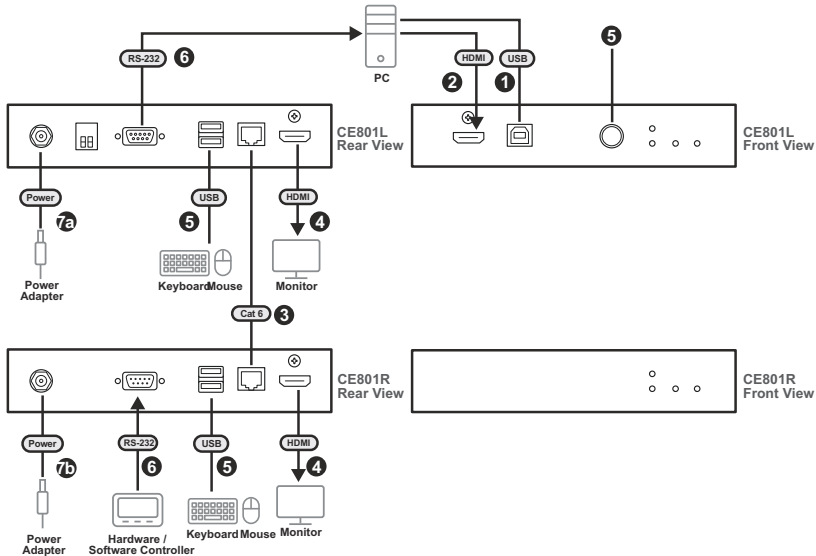 PC
RS-232
6
HDMI
2
USB
1
5
CE801L
Rear View
CE801L
Front View
Power
7a
USB
5
HDMI
4
Power
Adapter
Keyboard
Mouse
Monitor
Cat 6
3
CE801R
Rear View
CE801R
Front View
Power
7b
RS-232
6
USB
5
HDMI
4
Power
Adapter
Hardware /
Software Controller
Keyboard
Mouse
Monitor